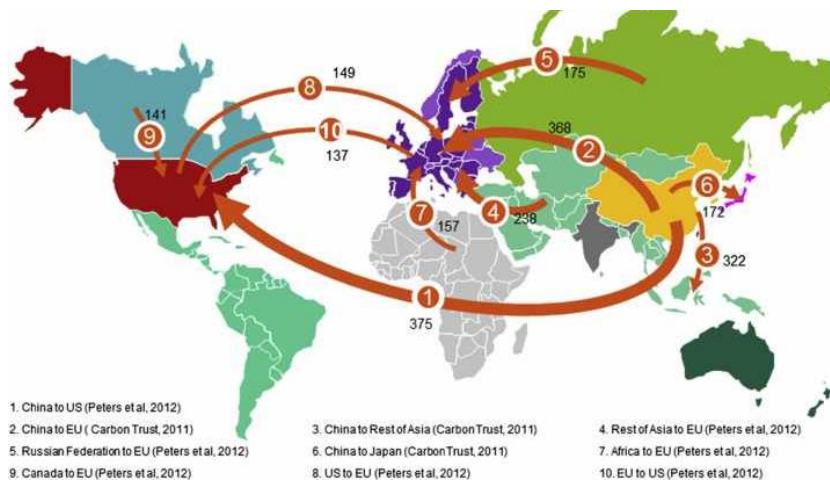 5
175
149
8
141
9
10
137
368
2
6
172
4
238
7
157
3
322
1
375
1. China to US (Peters et al, 2012)
2. China to EU ( Carbon Trust, 2011)
3. China to Rest of Asia (Carbon Trust, 2011)
4. Rest of Asia to EU (Peters et al, 2012)
5. Russian Federation to EU (Peters et al, 2012)
6. China to Japan (Carbon Trust, 2011)
7. Africa to EU (Peters et al, 2012)
9. Canada to EU (Peters et al, 2012)
8. US to EU (Peters et al, 2012)
10. EU to US (Peters et al, 2012)